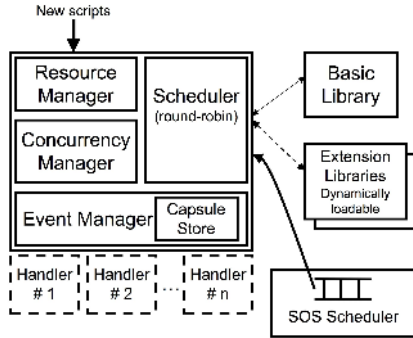 New scripts
Resource
Manager
Concurrency
Manager
Scheduler
(round-robin)
Event Manager
Capsule
Store
Handler
# 1
Handler
# 2
...
Handler
# n
Basic
Library
Extension
Libraries
Dynamically
loadable
SOS Scheduler